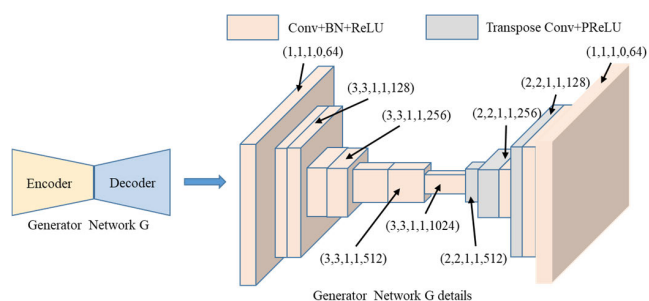 Conv+BN+ReLU
Transpose Conv+PReLU
(1,1,1,0,64)
(1,1,1,0,64)
(3,3,1,1,128)
(2,2,1,1,128)
(3,3,1,1,256)
(2,2,1,1,256)
Encoder
Decoder
Generator Network G
(3,3,1,1,1024)
(3,3,1,1,512)
(2,2,1,1,512)
Generator Network G details